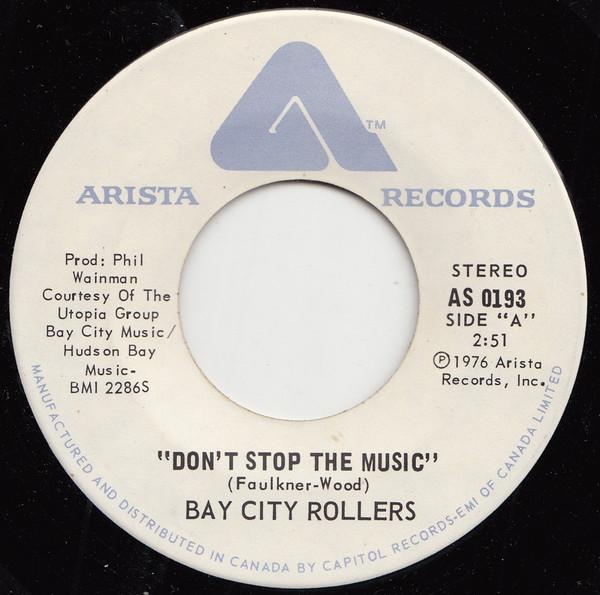 TM
ARISTA RECORDS
Prod: Phil
Wainman
Courtesy Of The
Utopia Group
Bay City Music/
Hudson Bay
Music-
BMI 2286S
STEREO
AS 0193
SIDE "A"
2:51
Ⓟ1976 Arista
Records, Inc.
"DON'T STOP THE MUSIC"
(Faulkner-Wood)
BAY CITY ROLLERS
MANUFACTURED AND DISTRIBUTED IN CANADA BY CAPITOL RECORDS-EMI OF CANADA LIMITED